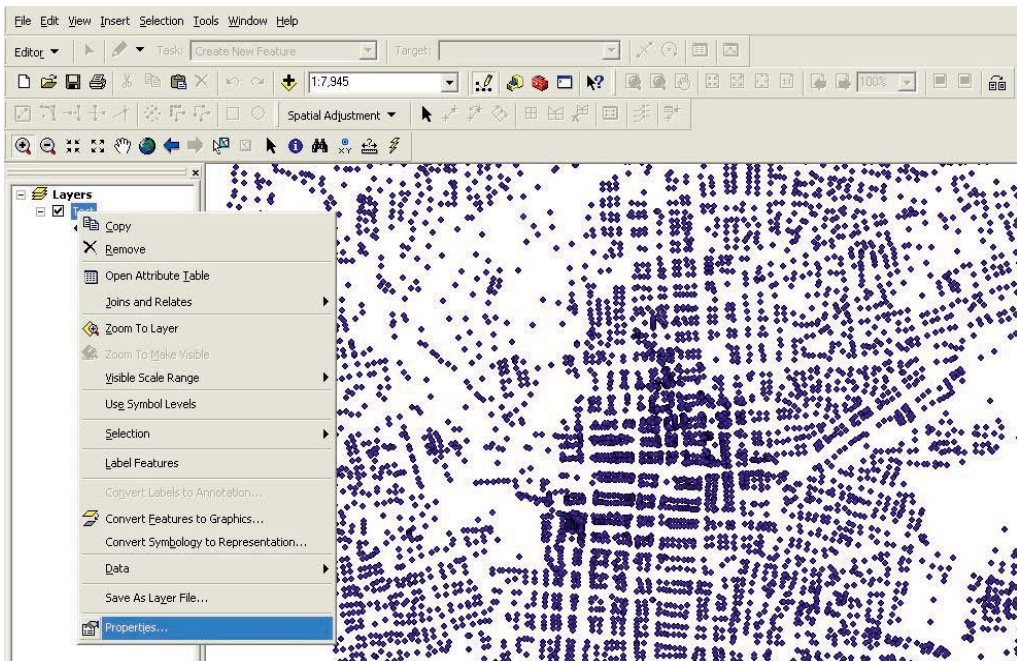 File Edit View Insert Selection Tools Window Help
Editor Task: Create New Feature Target:
1:7,945 100%
Spatial Adjustment
Layers
Copy
Remove
Open Attribute Table
Joins and Relates
Zoom To Layer
Zoom To Make Visible
Visible Scale Range
Use Symbol Levels
Selection
Label Features
Convert Labels to Annotation...
Convert Features to Graphics...
Convert Symbology to Representation...
Data
Save As Layer File...
Properties...